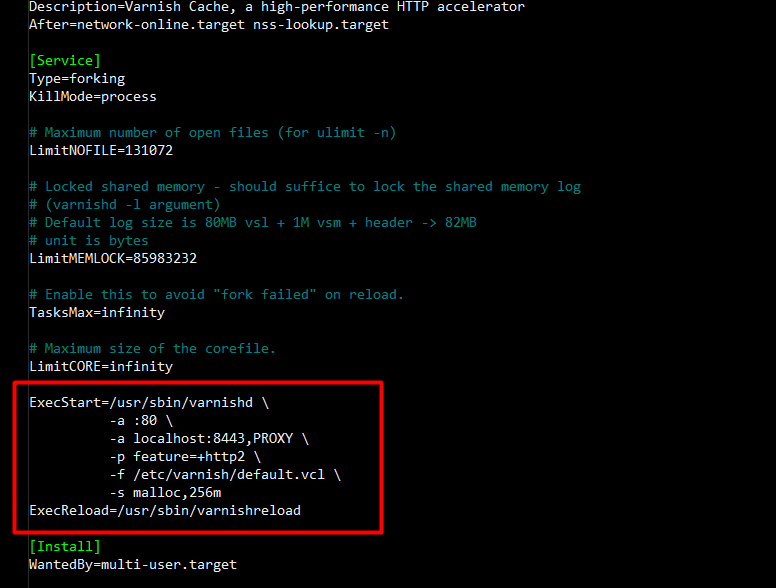 Description=Varnish Cache, a high-performance HTTP accelerator
After=network-online.target nss-lookup.target
[Service]
Type=forking
KillMode=process
# Maximum number of open files (for ulimit -n)
LimitNOFILE=131072
# Locked shared memory - should suffice to lock the shared memory log
# (varnishd -l argument)
# Default log size is 80MB vsl + 1M vsm + header -> 82MB
# unit is bytes
LimitMEMLOCK=85983232
# Enable this to avoid "fork failed" on reload.
TasksMax=infinity
# Maximum size of the corefile.
LimitCORE=infinity
ExecStart=/usr/sbin/varnishd \
-a :80 \
-a localhost:8443,PROXY \
-p feature=+http2 \
-f /etc/varnish/default.vcl \
-s malloc,256m
ExecReload=/usr/sbin/varnishreload
[Install]
WantedBy=multi-user.target